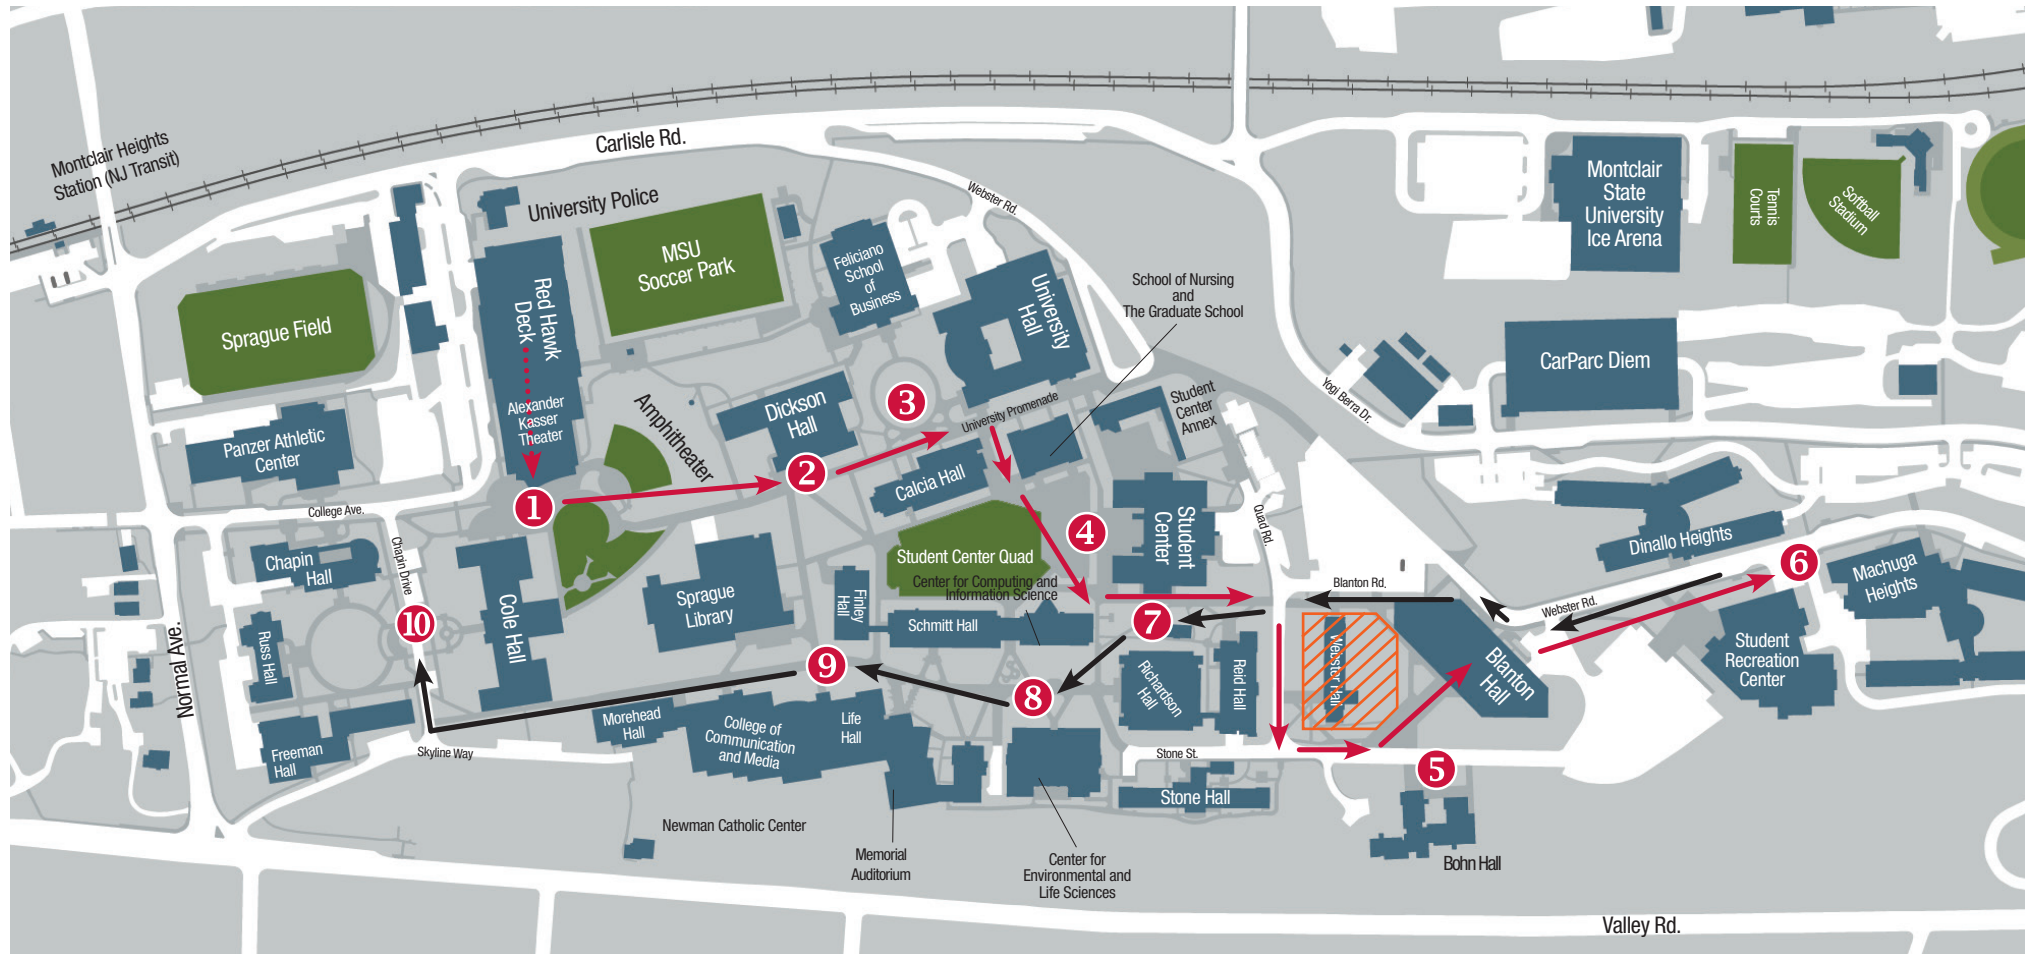 Montclair Heights
Station (NJ Transit)
Carlisle Rd.
University Police
Webster Rd.
MSU
Soccer Park
Feliciano
School
of
Business
University
Hall
School of Nursing
and
The Graduate School
Montclair
State
University
Ice Arena
Tennis
Courts
Softball
Stadium
Sprague Field
Red Hawk
Deck
Alexander
Kasser
Theater
Amphitheater
Dickson
Hall
3
University Promenade
Student
Center
Annex
Yogi Berra Dr.
CarParc Diem
Panzer Athletic
Center
2
Calcia Hall
1
College Ave.
Chapin Drive
Chapin
Hall
Student Center Quad
4
Student
Center
Quad Rd.
Dinallo Heights
6
Machuga
Heights
Center for Computing and
Information Science
Blanton Rd.
Webster Rd.
Cole Hall
Sprague
Library
Finley
Hall
Schmitt Hall
7
10
Normal Ave.
Russ Hall
9
8
Richardson
Hall
Reid Hall
Webster Hall
Blanton
Hall
Student
Recreation
Center
Freeman
Hall
Skyline Way
Morehead
Hall
College of
Communication
and Media
Life
Hall
Stone St.
5
Stone Hall
Newman Catholic Center
Memorial
Auditorium
Center for
Environmental and
Life Sciences
Bohn Hall
Valley Rd.